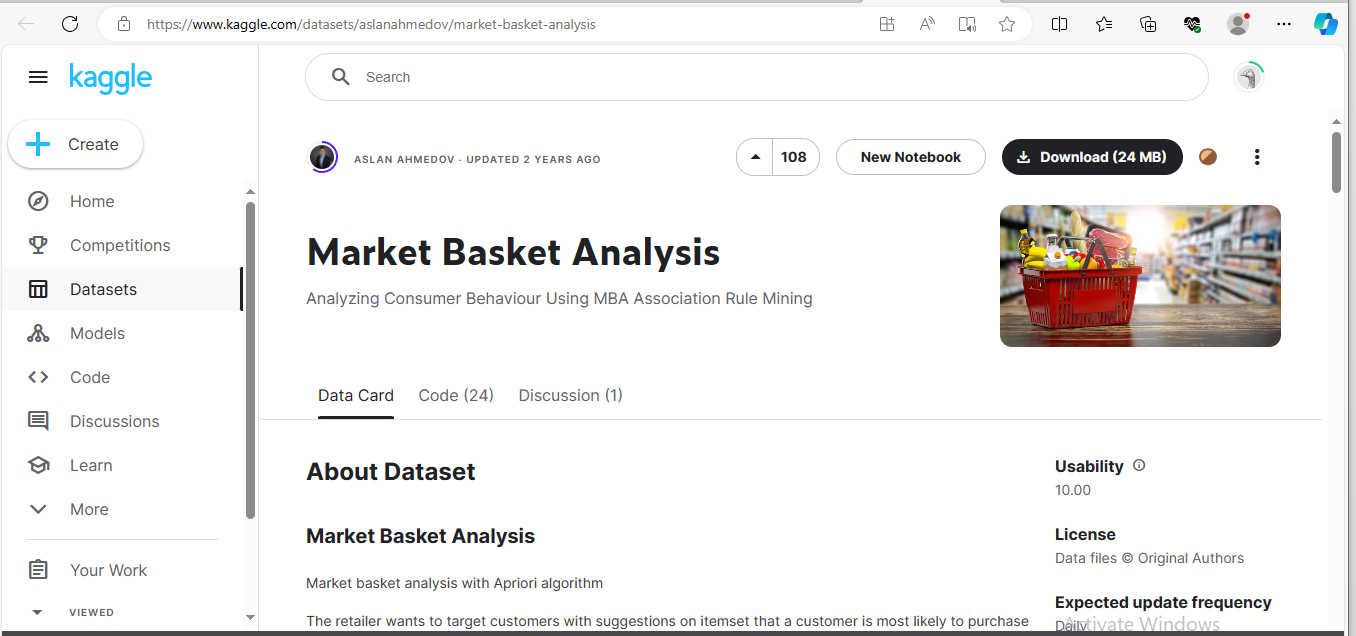 https://www.kaggle.com/datasets/aslanahmedov/market-basket-analysis
kaggle
Search
Create
Home
Competitions
Datasets
Models
Code
Discussions
Learn
More
Your Work
VIEWED
ASLAN AHMEDOV · UPDATED 2 YEARS AGO
108
New Notebook
Download (24 MB)
Market Basket Analysis
Analyzing Consumer Behaviour Using MBA Association Rule Mining
Data Card
Code (24)
Discussion (1)
About Dataset
Market Basket Analysis
Market basket analysis with Apriori algorithm
The retailer wants to target customers with suggestions on itemset that a customer is most likely to purchase
Usability
10.00
License
Data files © Original Authors
Expected update frequency
Daily
Activate Windows